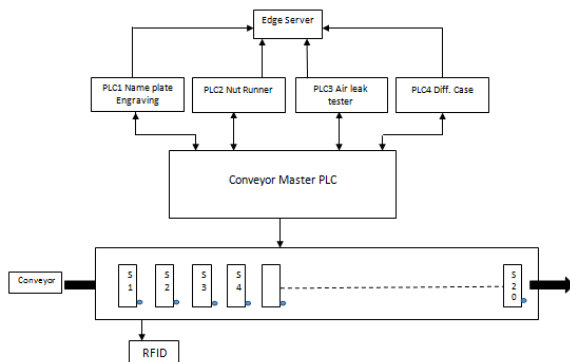 Edge Server
PLC1 Name plate
Engraving
PLC2 Nut Runner
PLC3 Air leak
tester
PLC4 Diff. Case
Conveyor Master PLC
Conveyor
S
1
S
2
S
3
S
4
S
2
0
RFID